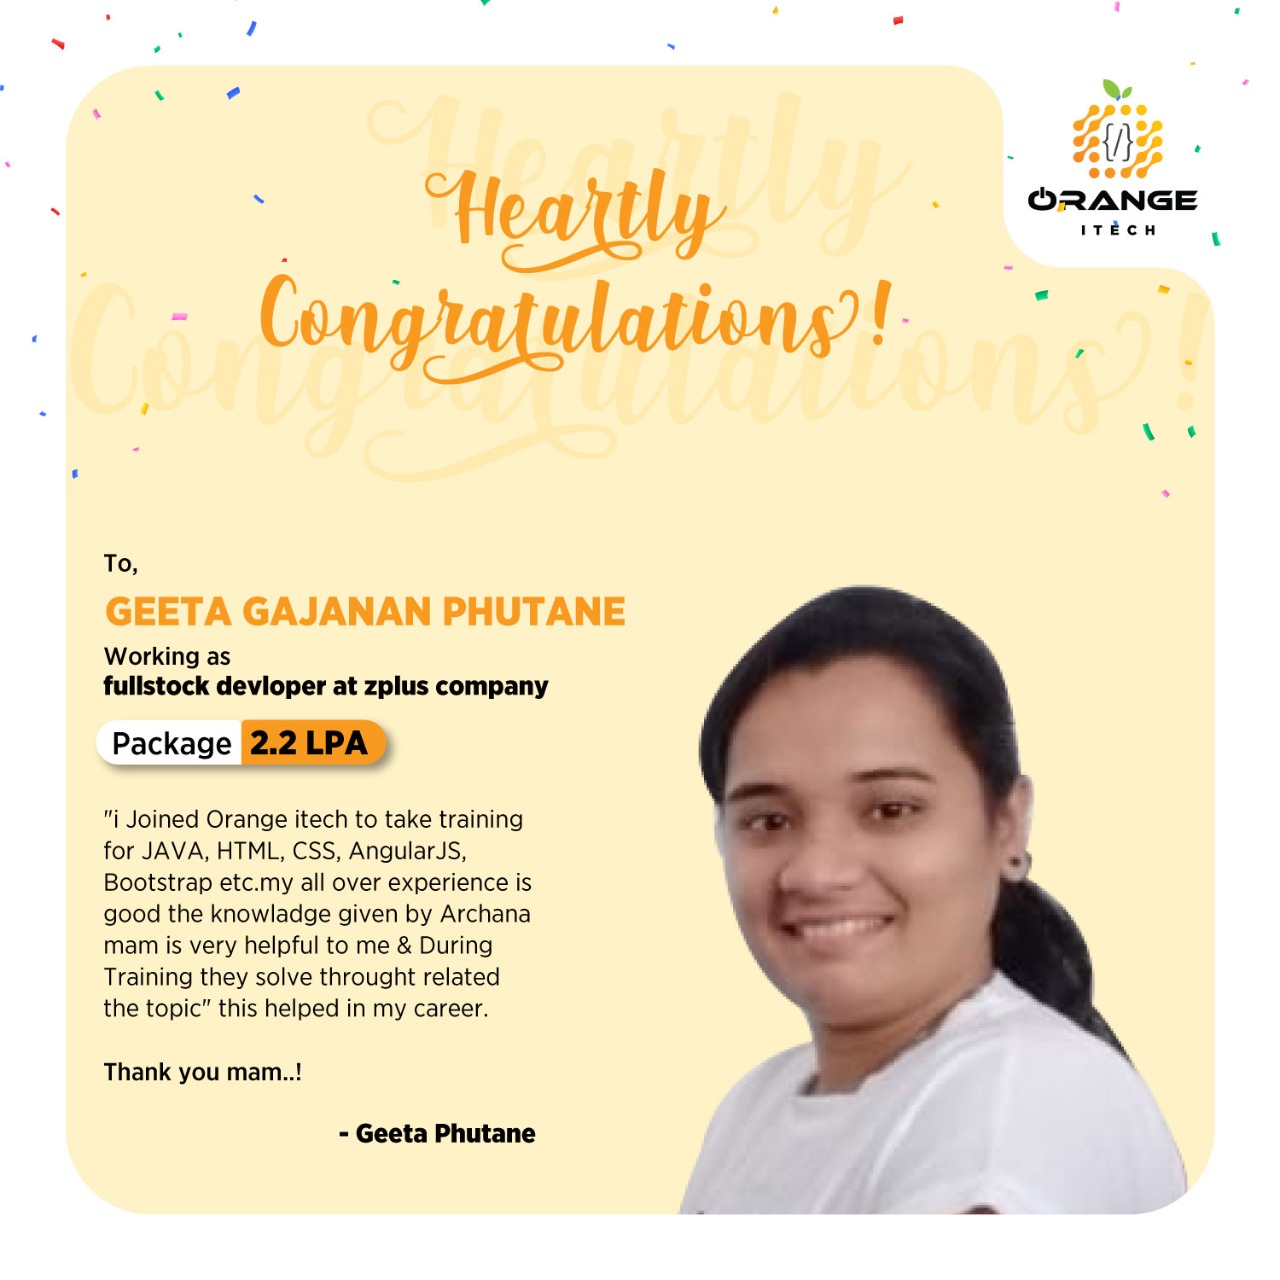 ORANGE
ITECH
Heartly
Congratulations!
Heartly
Congratulations!
To,
GEETA GAJANAN PHUTANE
Working as
fullstock devloper at zplus company
Package 2.2 LPA
"i Joined Orange itech to take training
for JAVA, HTML, CSS, AngularJS,
Bootstrap etc.my all over experience is
good the knowladge given by Archana
mam is very helpful to me & During
Training they solve throught related
the topic" this helped in my career.
Thank you mam..!
- Geeta Phutane